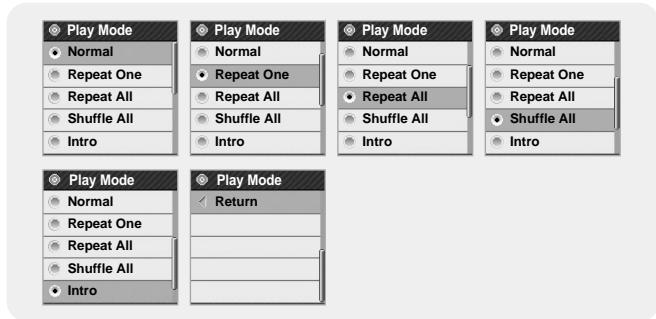 Play Mode
Normal
Repeat One
Repeat All
Shuffle All
Intro
Play Mode
Normal
Repeat One
Repeat All
Shuffle All
Intro
Play Mode
Normal
Repeat One
Repeat All
Shuffle All
Intro
Play Mode
Normal
Repeat One
Repeat All
Shuffle All
Intro
Play Mode
Normal
Repeat One
Repeat All
Shuffle All
Intro
Play Mode
Return